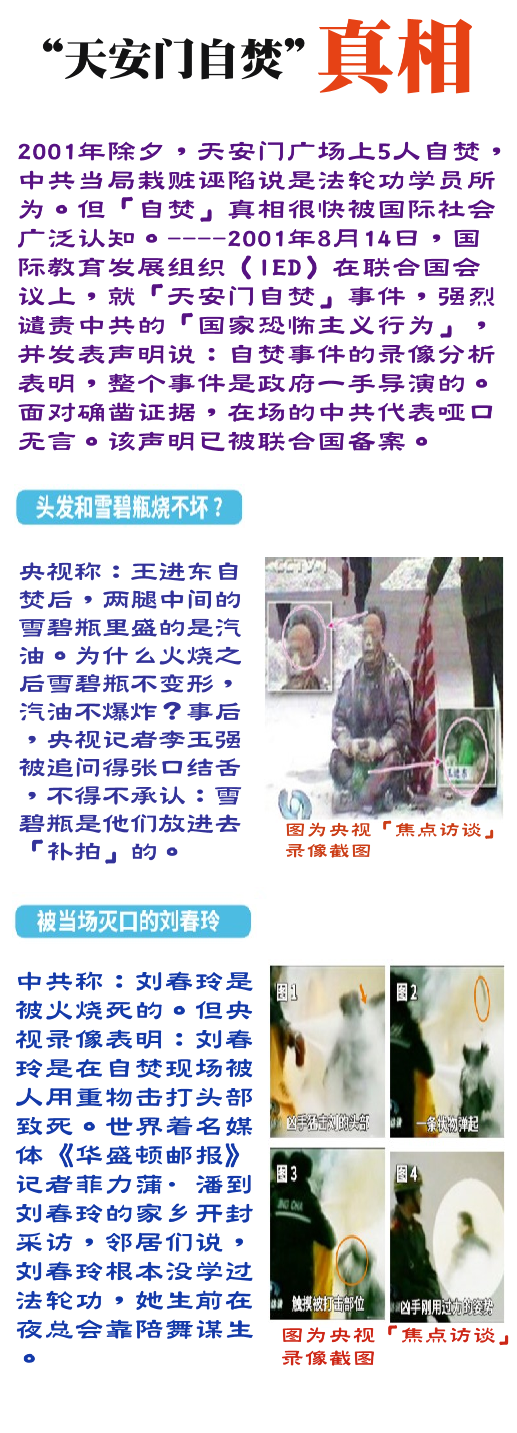 “天安门自焚”真相
2001年除夕，天安门广场上5人自焚，
中共当局栽赃诬陷说是法轮功学员所
为。但「自焚」真相很快被国际社会
广泛认知。----2001年8月14日，国
际教育发展组织（IED）在联合国会
议上，就「天安门自焚」事件，强烈
谴责中共的「国家恐怖主义行为」，
并发表声明说：自焚事件的录像分析
表明，整个事件是政府一手导演的。
面对确凿证据，在场的中共代表哑口
无言。该声明已被联合国备案。
头发和雪碧瓶烧不坏？
央视称：王进东自
焚后，两腿中间的
雪碧瓶里盛的是汽
油。为什么火烧之
后雪碧瓶不变形，
汽油不爆炸？事后
，央视记者李玉强
被追问得张口结舌
，不得不承认：雪
碧瓶是他们放进去
「补拍」的。
CCTV-1
图为央视「焦点访谈」
录像截图
被当场灭口的刘春玲
中共称：刘春玲是
被火烧死的。但央
视录像表明：刘春
玲是在自焚现场被
人用重物击打头部
致死。世界着名媒
体《华盛顿邮报》
记者菲力蒲· 潘到
刘春玲的家乡开封
采访，邻居们说，
刘春玲根本没学过
法轮功，她生前在
夜总会靠陪舞谋生
。
图1
凶手猛击刘的头部
图2
一条状物弹起
图3
触摸被打击部位
图4
凶手刚用过力的姿势
图为央视「焦点访谈」
录像截图